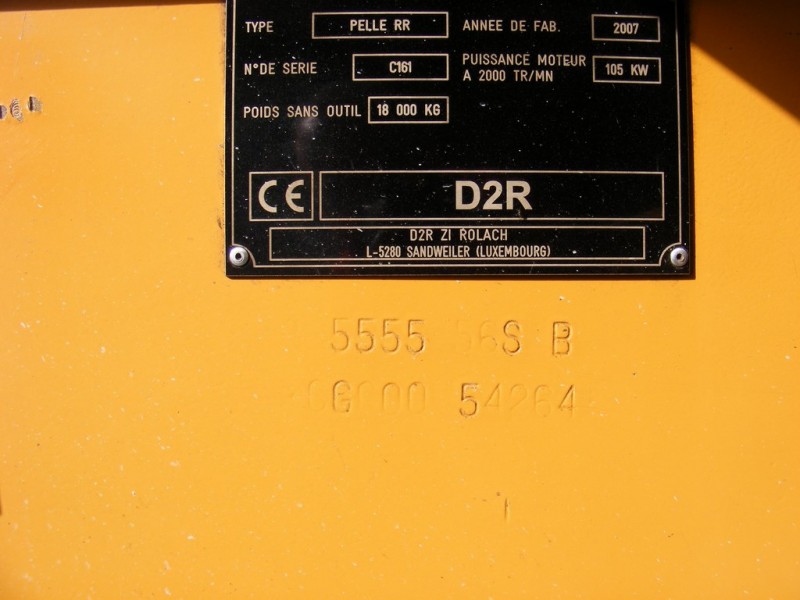 TYPE PELLE RR ANNEE DE FAB. 2007
N° DE SERIE C161 PUISSANCE MOTEUR
A 2000 TR/MN 105 KW
POIDS SANS OUTIL 18 000 KG
CE D2R
D2R ZI ROLACH
L-5280 SANDWEILER (LUXEMBOURG)
5555 S B
54264